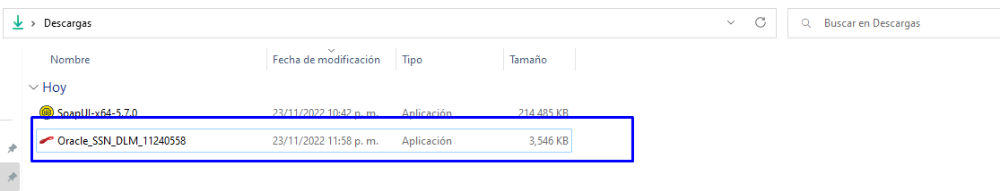 Descargas
Buscar en Descargas
Nombre Fecha de modificación Tipo Tamaño
Hoy
SoapUI-x64-5.7.0 23/11/2022 10:42 p. m. Aplicación 214,485 KB
Oracle_SSN_DLM_11240558 23/11/2022 11:58 p. m. Aplicación 3,546 KB